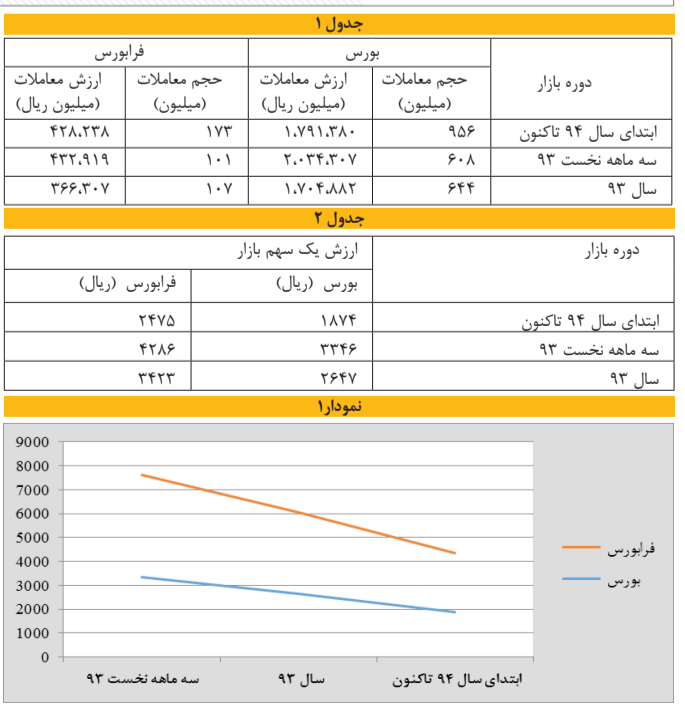 جدول ۱
دوره بازار بورس فرابورس
حجم معاملات (میلیون) ارزش معاملات (میلیون ریال) حجم معاملات (میلیون) ارزش معاملات (میلیون ریال)
ابتدای سال ۹۴ تاکنون ۹۵۶ ۱،۷۹۱،۳۸۰ ۱۷۳ ۴۲۸،۲۳۸
سه ماهه نخست ۹۳ ۶۰۸ ۲،۰۳۴،۳۰۷ ۱۰۱ ۴۳۲،۹۱۹
سال ۹۳ ۶۴۴ ۱،۷۰۴،۸۸۲ ۱۰۷ ۳۶۶،۳۰۷
جدول ۲
دوره بازار ارزش یک سهم بازار
بورس (ریال) فرابورس (ریال)
ابتدای سال ۹۴ تاکنون ۱۸۷۴ ۲۴۷۵
سه ماهه نخست ۹۳ ۳۳۴۶ ۴۲۸۶
سال ۹۳ ۲۶۴۷ ۳۴۲۳
نمودار۱
9000
8000
7000
6000
5000
4000
3000
2000
1000
0
فرابورس
بورس
سه ماهه نخست ۹۳
سال ۹۳
ابتدای سال ۹۴ تاکنون